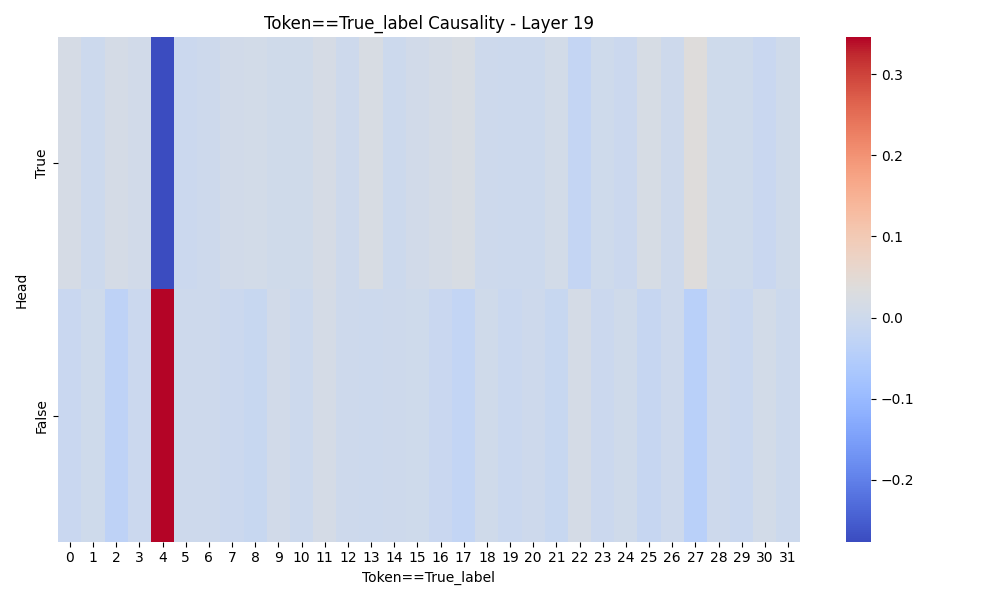 Token==True_label Causality - Layer 19
True
False
Head
0 1 2 3 4 5 6 7 8 9 10 11 12 13 14 15 16 17 18 19 20 21 22 23 24 25 26 27 28 29 30 31
Token==True_label
0.3
0.2
0.1
0.0
−0.1
−0.2